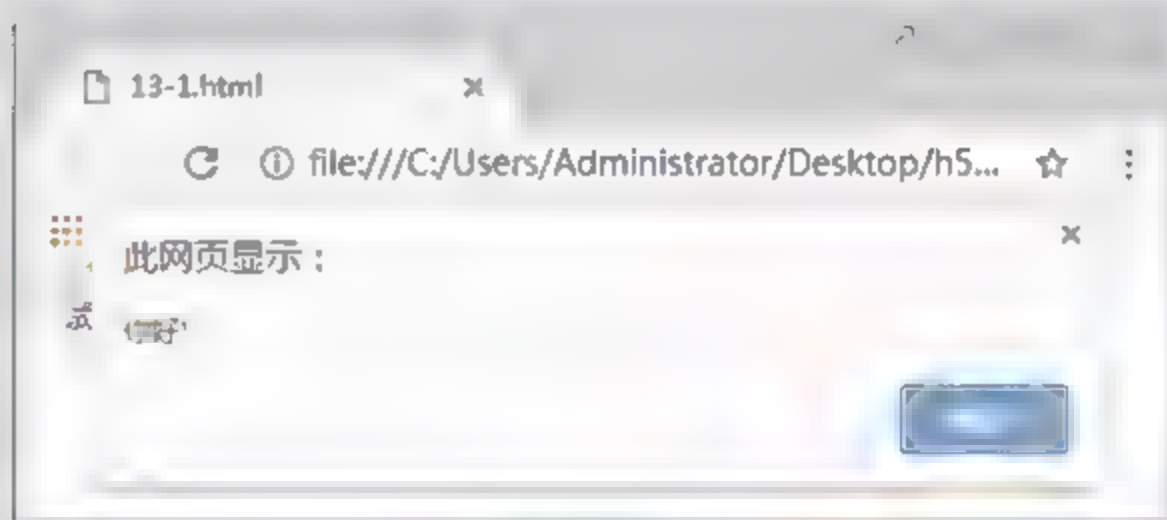 13-1.html
file:///C:/Users/Administrator/Desktop/h5...
此网页显示：